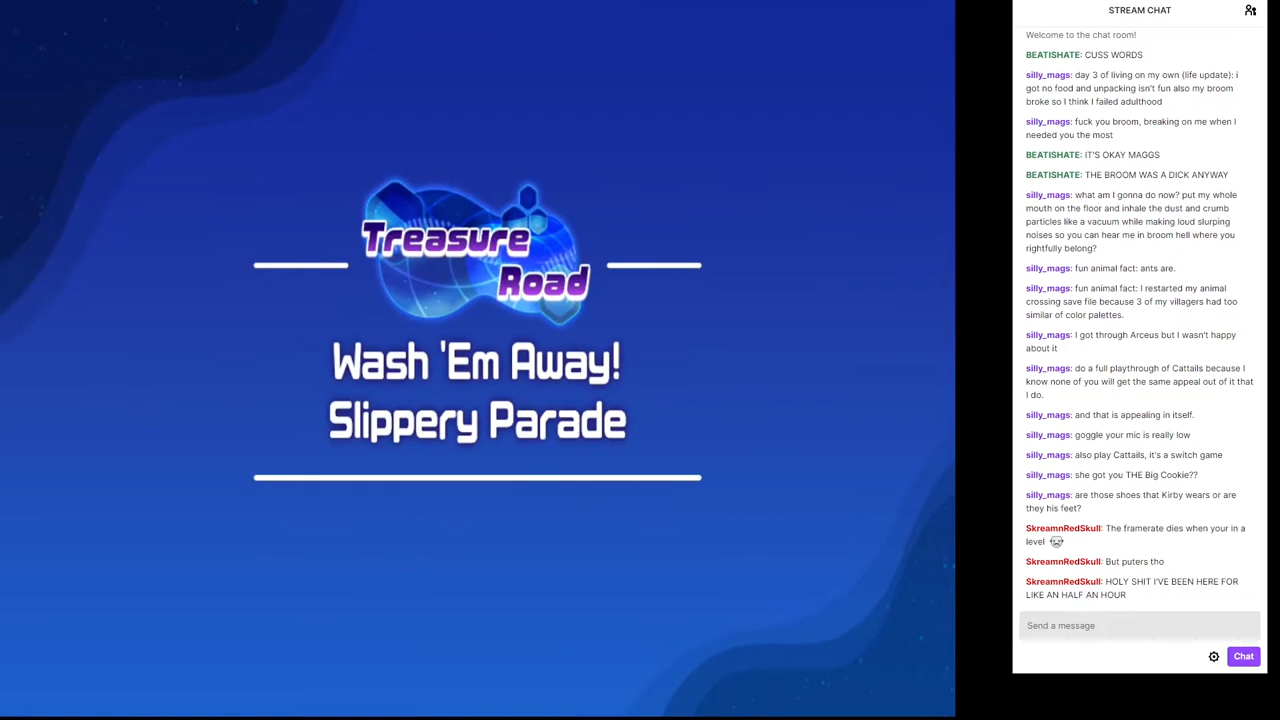 Treasure
Road
Wash 'Em Away!
Slippery Parade
STREAM CHAT
Welcome to the chat room!
BEATISHATE: CUSS WORDS
silly_mags: day 3 of living on my own (life update): i
got no food and unpacking isn't fun also my broom
broke so I think I failed adulthood
silly_mags: fuck you broom, breaking on me when I
needed you the most
BEATISHATE: IT'S OKAY MAGGS
BEATISHATE: THE BROOM WAS A DICK ANYWAY
silly_mags: what am I gonna do now? put my whole
mouth on the floor and inhale the dust and crumb
particles like a vacuum while making loud slurping
noises so you can hear me in broom hell where you
rightfully belong?
silly_mags: fun animal fact: ants are.
silly_mags: fun animal fact: I restarted my animal
crossing save file because 3 of my villagers had too
similar of color palettes.
silly_mags: I got through Arceus but I wasn't happy
about it
silly_mags: do a full playthrough of Cattails because I
know none of you will get the same appeal out of it that
I do.
silly_mags: and that is appealing in itself.
silly_mags: goggle your mic is really low
silly_mags: also play Cattails, it's a switch game
silly_mags: she got you THE Big Cookie??
silly_mags: are those shoes that Kirby wears or are
they his feet?
SkreamnRedSkull: The framerate dies when your in a
level
SkreamnRedSkull: But puters tho
SkreamnRedSkull: HOLY SHIT I'VE BEEN HERE FOR
LIKE AN HALF AN HOUR
Send a message
Chat